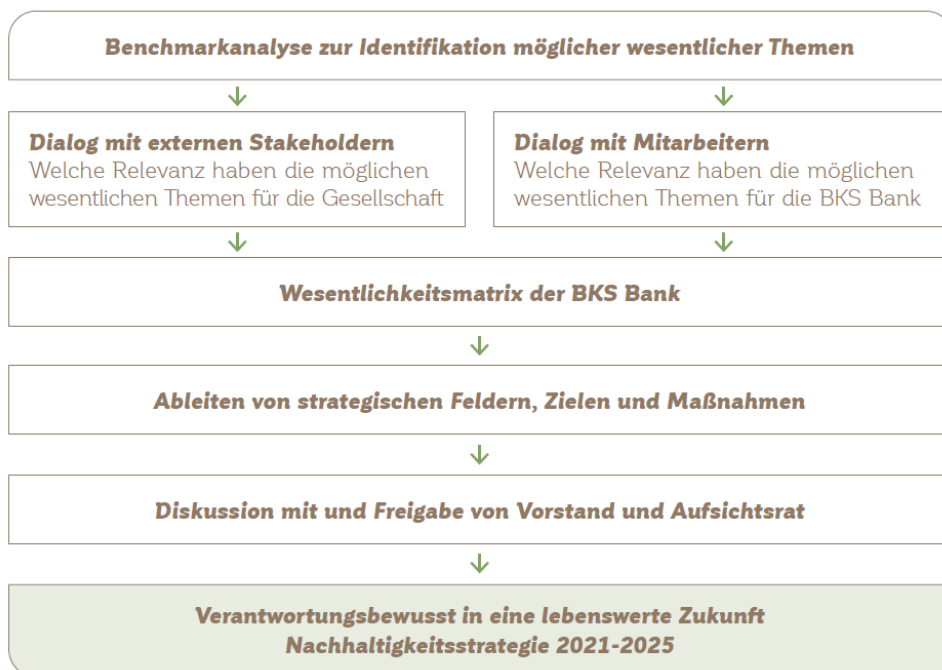 Benchmarkanalyse zur Identifikation möglicher wesentlicher Themen
Dialog mit externen Stakeholdern
Welche Relevanz haben die möglichen
wesentlichen Themen für die Gesellschaft
Dialog mit Mitarbeitern
Welche Relevanz haben die möglichen
wesentlichen Themen für die BKS Bank
Wesentlichkeitsmatrix der BKS Bank
Ableiten von strategischen Feldern, Zielen und Maßnahmen
Diskussion mit und Freigabe von Vorstand und Aufsichtsrat
Verantwortungsbewusst in eine lebenswerte Zukunft
Nachhaltigkeitsstrategie 2021-2025